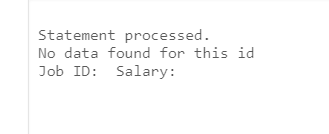 Statement processed.
No data found for this id
Job ID:  Salary: